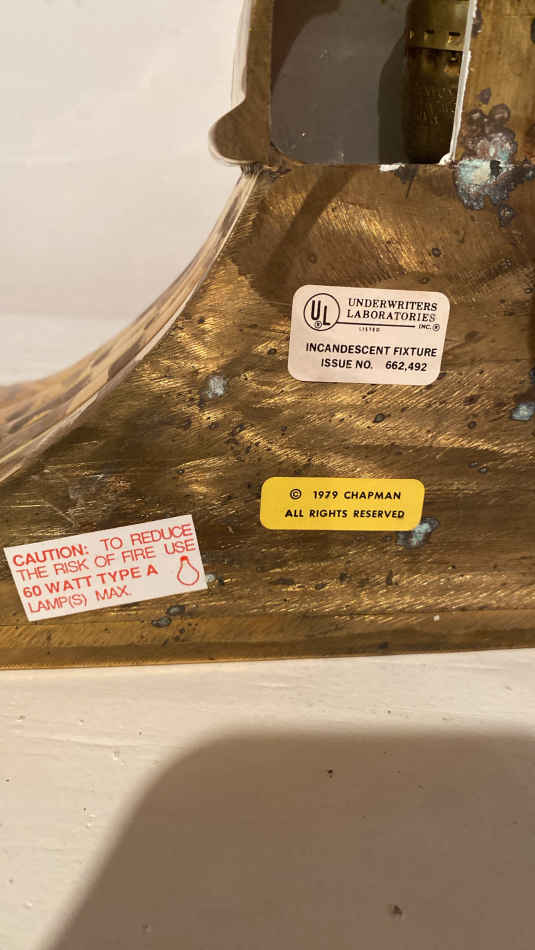 UL
®
UNDERWRITERS
LABORATORIES
LISTED
INC.®
INCANDESCENT FIXTURE
ISSUE NO. 662,492
© 1979 CHAPMAN
ALL RIGHTS RESERVED
CAUTION: TO REDUCE
THE RISK OF FIRE USE
60 WATT TYPE A
LAMP(S) MAX.